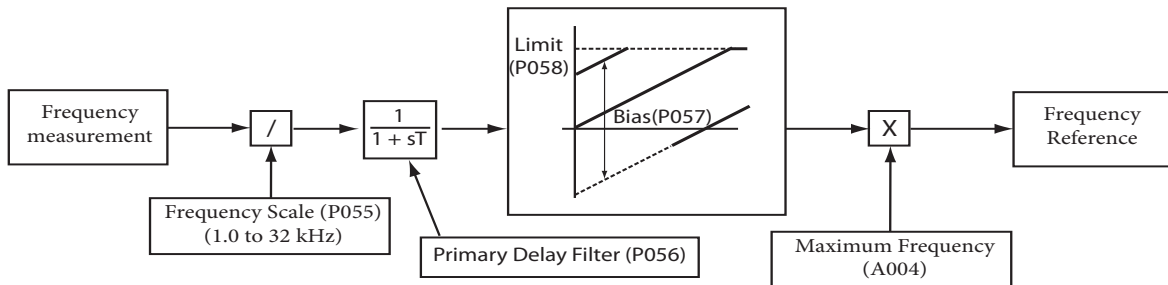 Limit
(P058)
Bias(P057)
Frequency
measurement
/
1
1 + sT
X
Frequency
Reference
Frequency Scale (P055)
(1.0 to 32 kHz)
Primary Delay Filter (P056)
Maximum Frequency
(A004)